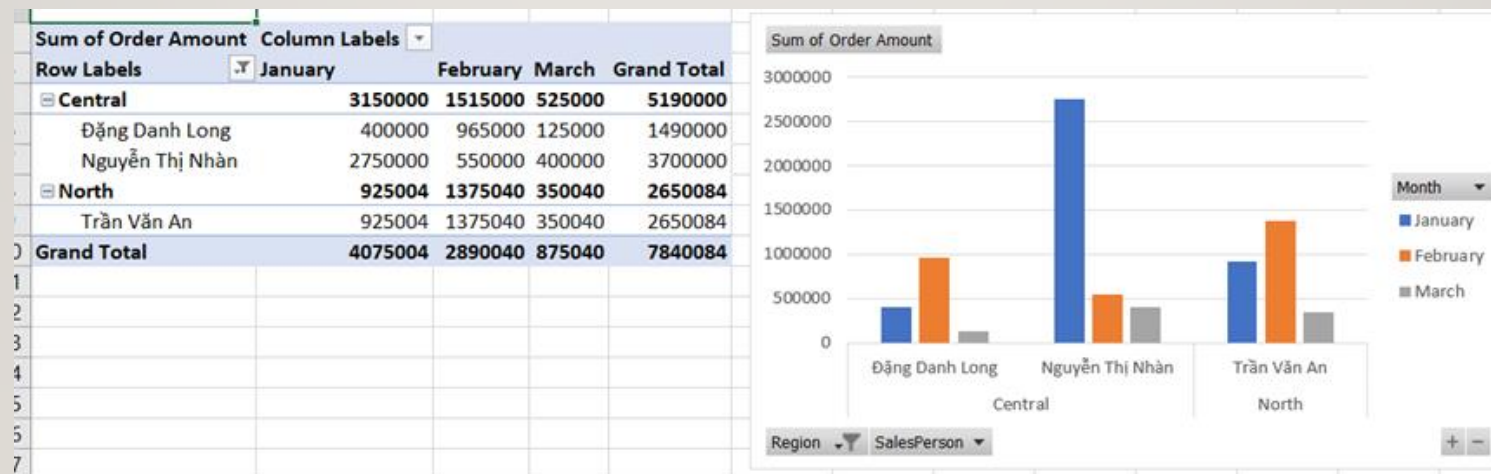 Sum of Order Amount Column Labels
Row Labels January February March Grand Total
Central 3150000 1515000 525000 5190000
Đặng Danh Long 400000 965000 125000 1490000
Nguyễn Thị Nhàn 2750000 550000 400000 3700000
North 925004 1375040 350040 2650084
Trần Văn An 925004 1375040 350040 2650084
Grand Total 4075004 2890040 875040 7840084
Sum of Order Amount
3000000
2500000
2000000
1500000
1000000
500000
0
Đặng Danh Long Nguyễn Thị Nhàn Trần Văn An
Central North
Month
January
February
March
Region SalesPerson